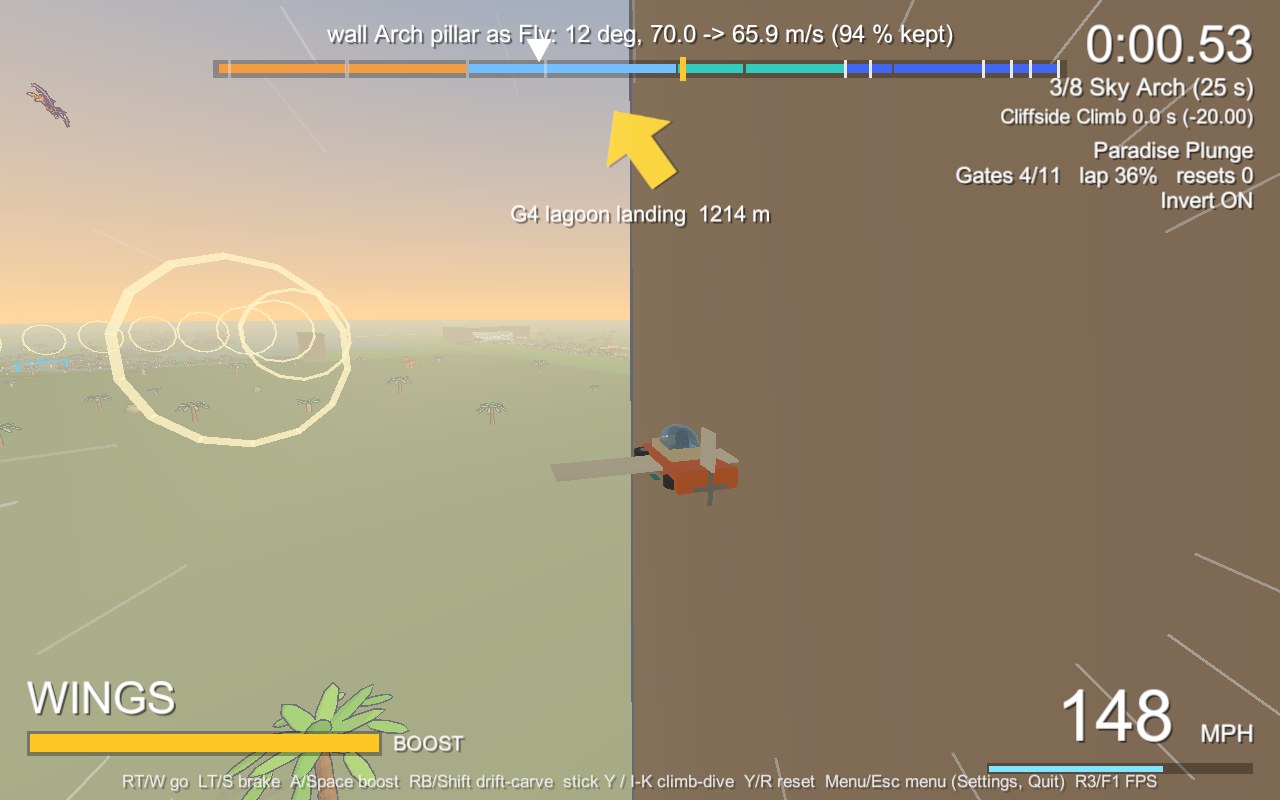 wall Arch pillar as Fly: 12 deg, 70.0 -> 65.9 m/s (94 % kept)
0:00.53
3/8 Sky Arch (25 s)
Cliffside Climb 0.0 s (-20.00)
Paradise Plunge
Gates 4/11 lap 36% resets 0
Invert ON
G4 lagoon landing 1214 m
WINGS
BOOST
148 MPH
RT/W go LT/S brake A/Space boost RB/Shift drift-carve stick Y / I-K climb-dive Y/R reset Menu/Esc menu (Settings, Quit) R3/F1 FPS